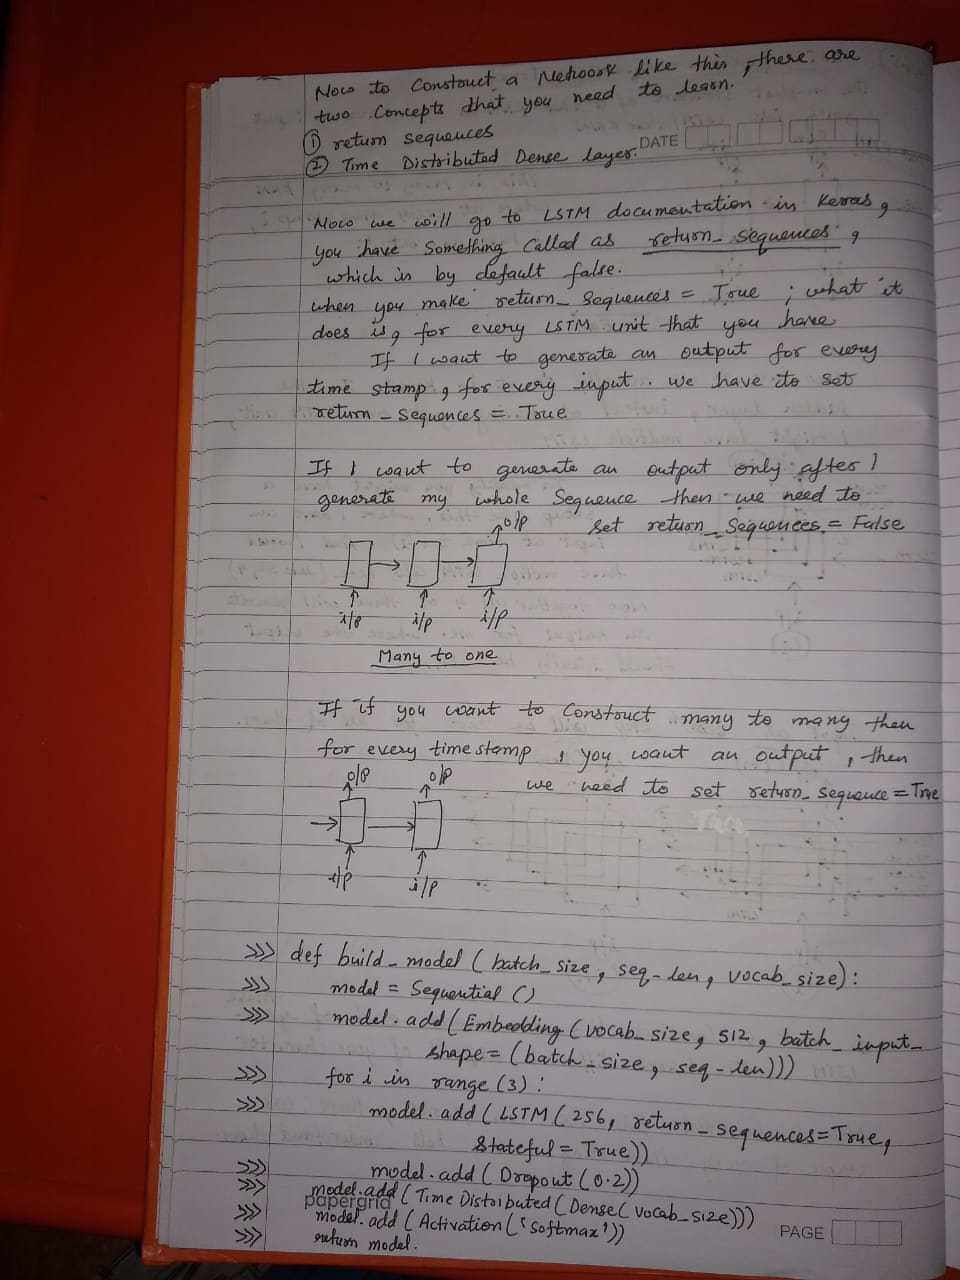 Now to Construct a Network like this, there are
two Concepts that you need to learn.
① return sequences
DATE
② Time Distributed Dense layer.
Now we will go to LSTM documentation in Keras,
you have Something Called as return_sequences,
which is by default false.
when you make return_Sequences = True ; what it
does is, for every LSTM unit that you have
If I want to generate an output for every
time stamp, for every input. we have to set
return_Sequences = True
If I want to generate an output only after I
generate my whole Sequence then we need to
set return_Sequences = False
o/p
i/p i/p i/p
Many to one
If if you want to Construct many to many then
for every time stamp, you want an output, then
we need to set return_sequence = True
o/p o/p
i/p i/p
>>> def build_model (batch_size, seq_len, vocab_size):
>>> model = Sequential ()
>>> model.add (Embedding (vocab_size, 512, batch_input_
shape = (batch_size, seq_len)))
>>> for i in range (3):
>>> model.add (LSTM (256, return_sequences=True,
Stateful = True))
>>> model.add (Dropout (0.2))
>>> model.add (Time Distributed (Dense (vocab_size)))
papergrid
>>> model.add (Activation ('softmax'))
PAGE
>>> return model.